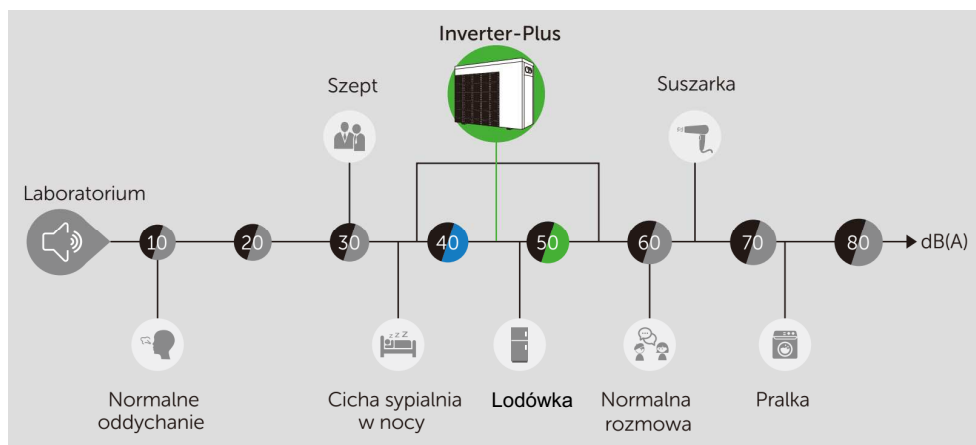 Inverter-Plus
Szept
Suszarka
Laboratorium
10
20
30
40
50
60
70
80
dB(A)
z z Z
Normalne
oddychanie
Cicha sypialnia
w nocy
Lodówka
Normalna
rozmowa
Pralka